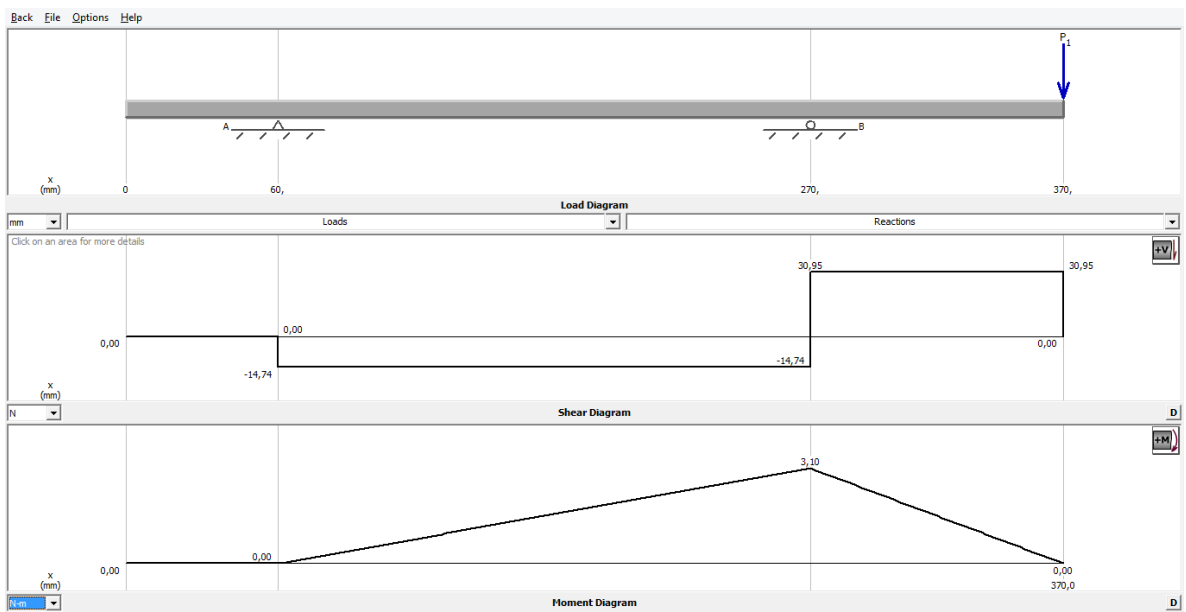 Back File Options Help
P1
A B
x
(mm) 0 60, 270, 370,
Load Diagram
mm Loads Reactions
Click on an area for more details
+V
30,95 30,95
0,00 0,00 0,00
-14,74 -14,74
x
(mm)
N Shear Diagram D
+M
3,10
0,00 0,00 0,00
x
(mm) 370,0
N-m Moment Diagram D